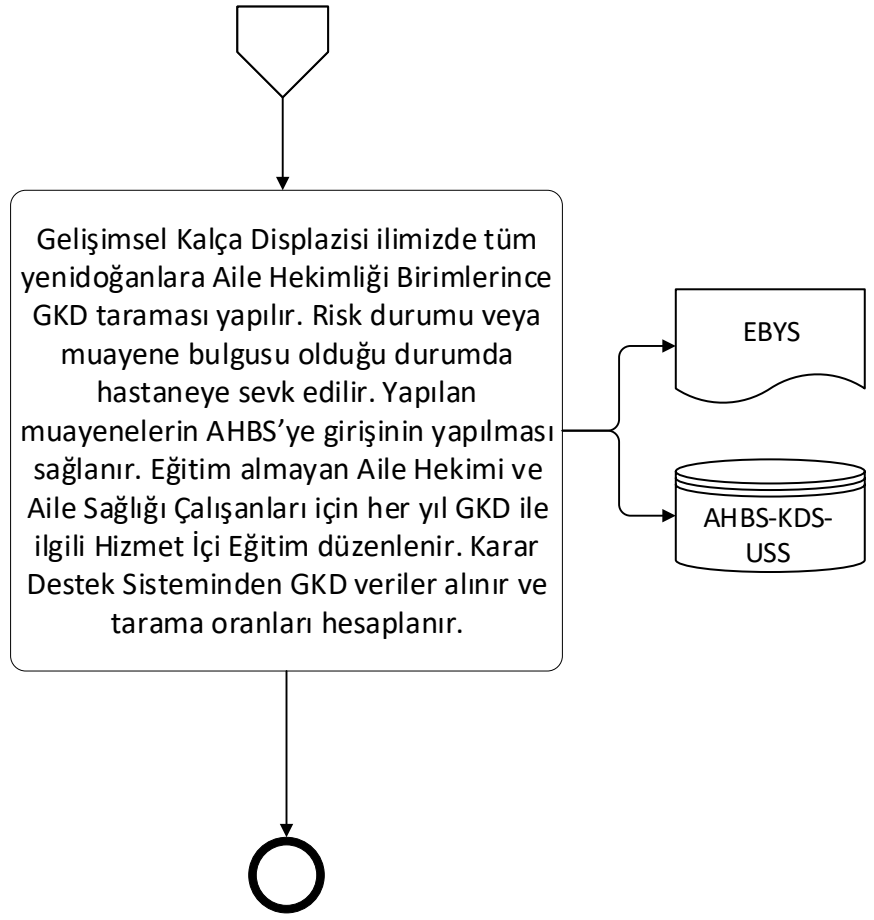 Gelişimsel Kalça Displazisi ilimizde tüm
yenidoğanlara Aile Hekimliği Birimlerince
GKD taraması yapılır. Risk durumu veya
muayene bulgusu olduğu durumda
hastaneye sevk edilir. Yapılan
muayenelerin AHBS’ye girişinin yapılması
sağlanır. Eğitim almayan Aile Hekimi ve
Aile Sağlığı Çalışanları için her yıl GKD ile
ilgili Hizmet İçi Eğitim düzenlenir. Karar
Destek Sisteminden GKD veriler alınır ve
tarama oranları hesaplanır.
EBYS
AHBS-KDS-
USS